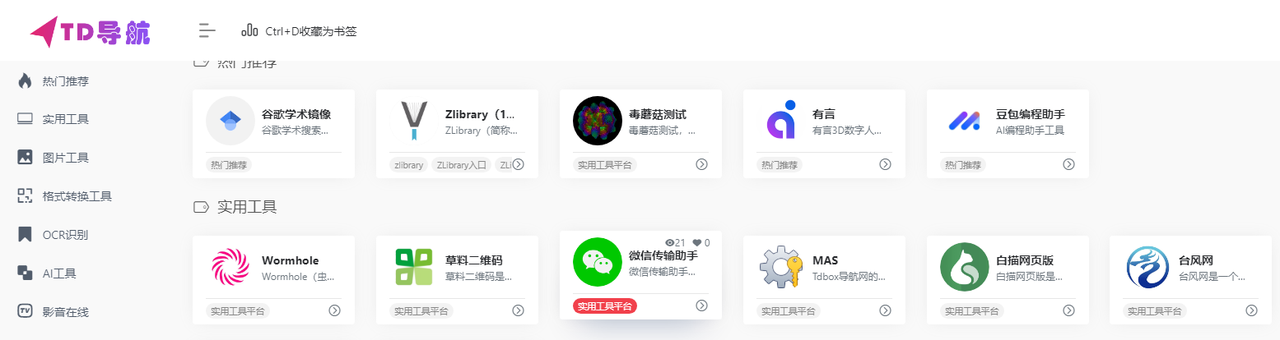 TD导航
Ctrl+D收藏为书签
热门推荐
实用工具
图片工具
格式转换工具
OCR识别
AI工具
影音在线
热门推荐
谷歌学术镜像
谷歌学术搜索...
热门推荐
Zlibrary（1...
ZLibrary（简称...
zlibrary ZLibrary入口 ZLi
毒蘑菇测试
毒蘑菇测试，...
实用工具平台
有言
有言3D数字人...
热门推荐
豆包编程助手
AI编程助手工具
热门推荐
实用工具
Wormhole
Wormhole（虫...
实用工具平台
草料二维码
草料二维码是...
实用工具平台
21 0
微信传输助手
微信传输助手...
实用工具平台
MAS
Tdbox导航网的...
实用工具平台
白描网页版
白描网页版是...
实用工具平台
台风网
台风网是一个...
实用工具平台